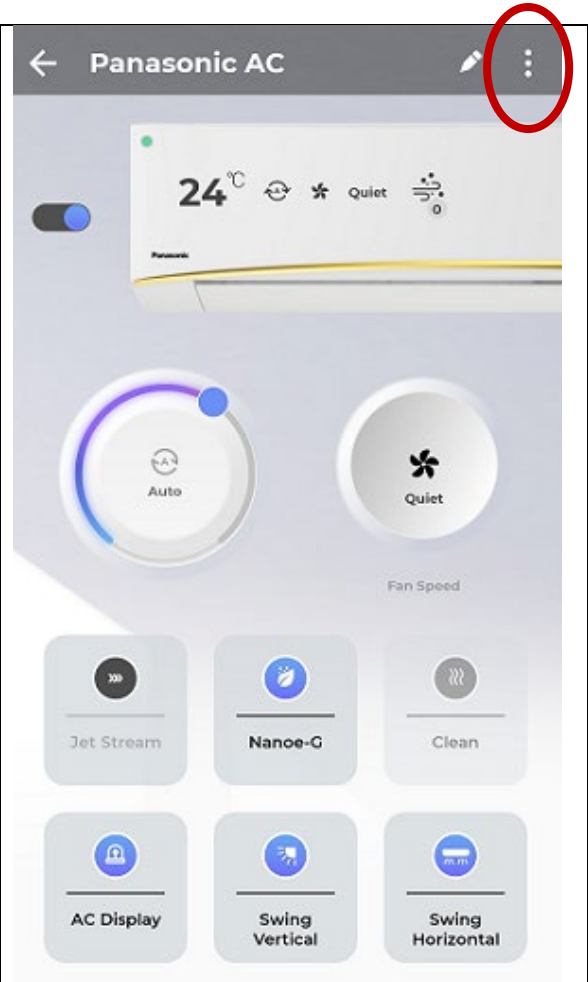 Panasonic AC
24℃ A Quiet
0
Panasonic
A
Auto
Quiet
Fan Speed
Jet Stream
Nanoe-G
Clean
AC Display
Swing
Vertical
Swing
Horizontal